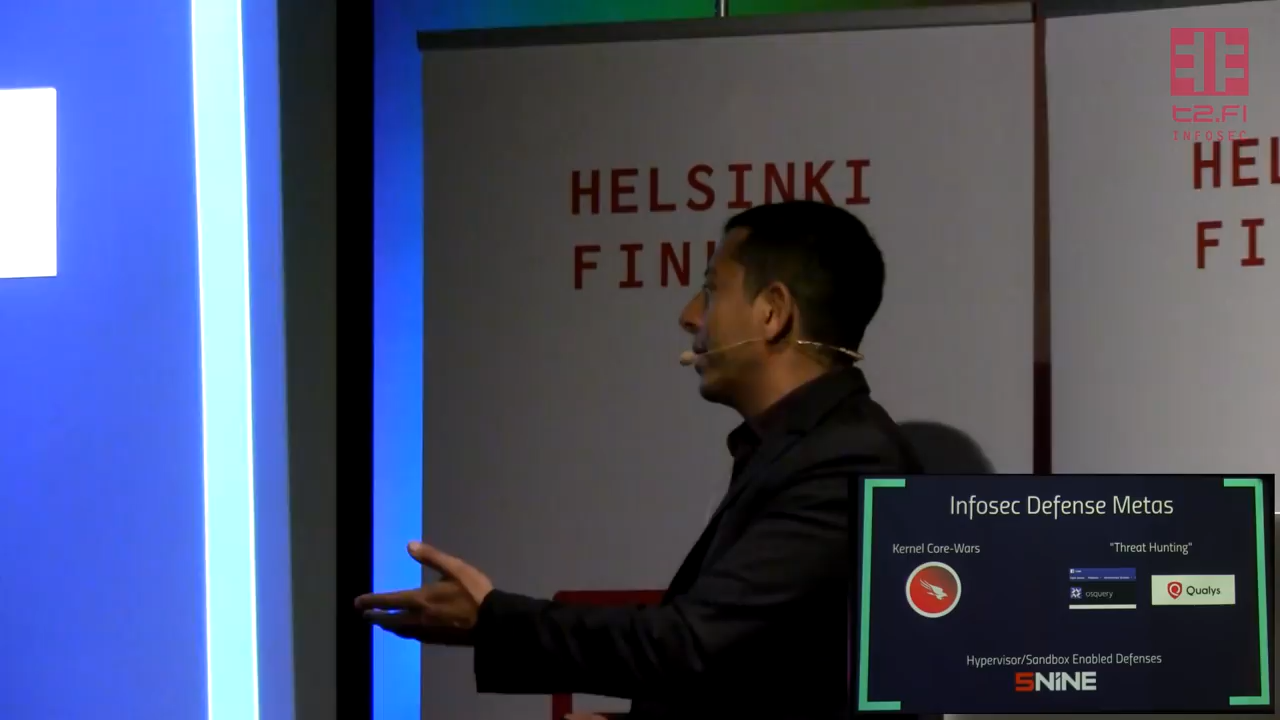 HELSINKI
FIN
t2.FI
INFOSEC
HEL
FI
Infosec Defense Metas
Kernel Core-Wars
"Threat Hunting"
osquery
Qualys
Hypervisor/Sandbox Enabled Defenses
5NINE